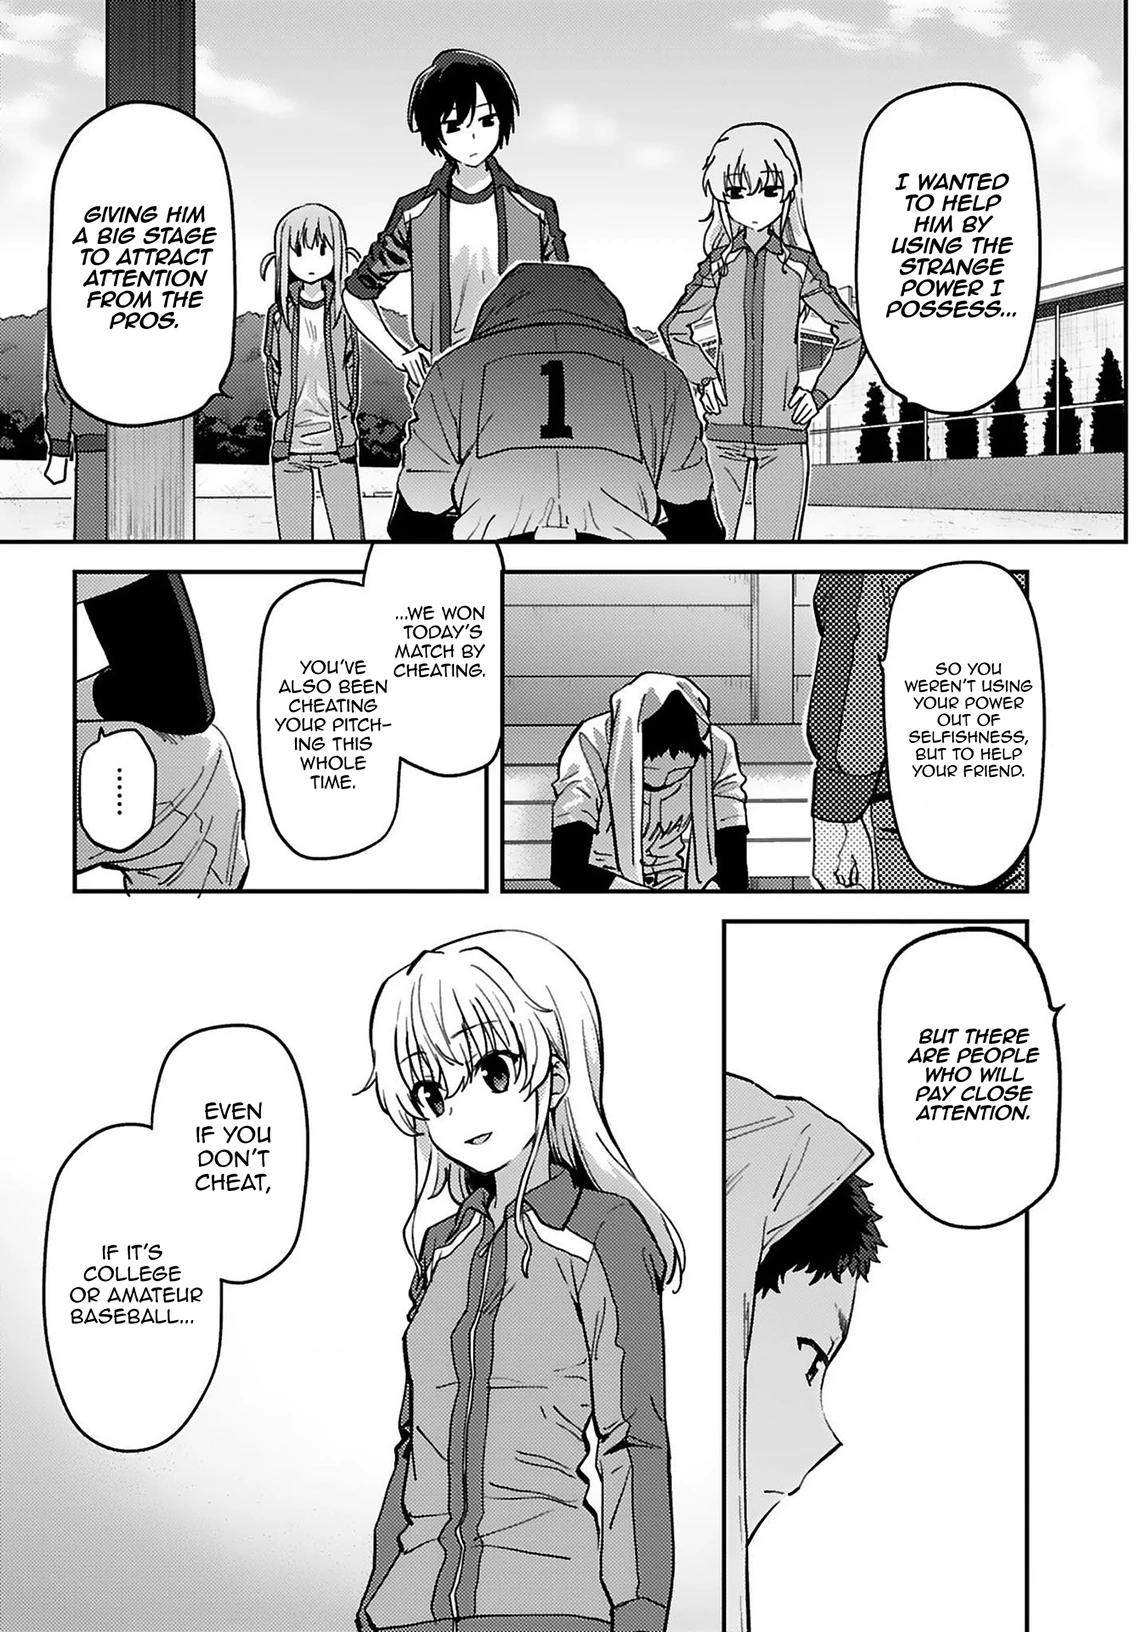 I WANTED
TO HELP
HIM BY
USING THE
STRANGE
POWER I
POSSESS...
GIVING HIM
A BIG STAGE
TO ATTRACT
ATTENTION
FROM THE
PROS.
1
SO YOU
WEREN'T USING
YOUR POWER
OUT OF
SELFISHNESS,
BUT TO HELP
YOUR FRIEND.
...WE WON
TODAY'S
MATCH BY
CHEATING.
YOU'VE
ALSO BEEN
CHEATING
YOUR PITCH-
ING THIS
WHOLE
TIME.
......
BUT THERE
ARE PEOPLE
WHO WILL
PAY CLOSE
ATTENTION.
EVEN
IF YOU
DON'T
CHEAT,
IF IT'S
COLLEGE
OR AMATEUR
BASEBALL...